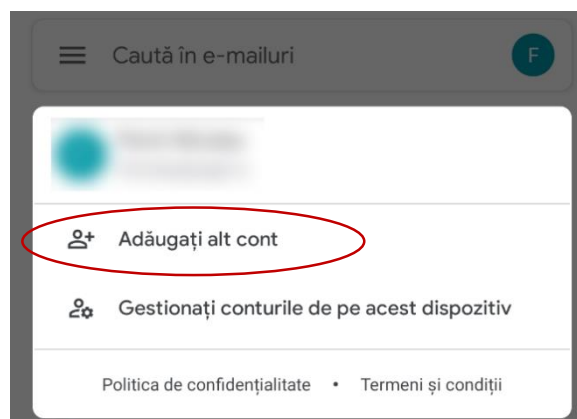 Caută în e-mailuri
F
Adăugați alt cont
Gestionați conturile de pe acest dispozitiv
Politica de confidențialitate • Termeni și condiții